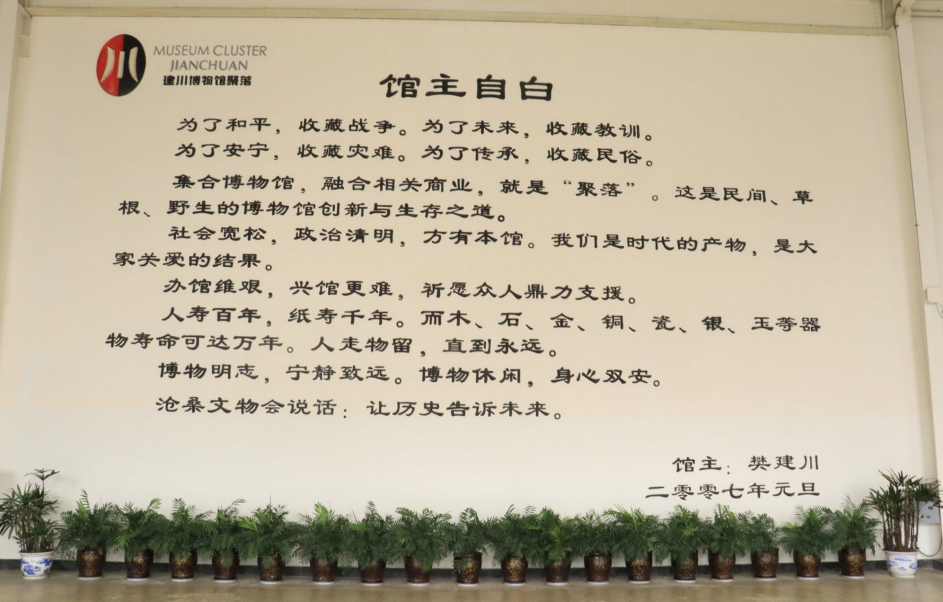 MUSEUM CLUSTER
JIANCHUAN
建川博物馆聚落
馆主自白
为了和平，收藏战争。为了未来，收藏教训。
为了安宁，收藏灾难。为了传承，收藏民俗。
集合博物馆，融合相关商业，就是“聚落”。这是民间、草
根、野生的博物馆创新与生存之道。
社会宽松，政治清明，方有本馆。我们是时代的产物，是大
家关爱的结果。
办馆维艰，兴馆更难，祈愿众人鼎力支援。
人寿百年，纸寿千年。而木、石、金、铜、瓷、银、玉等器
物寿命可达万年。人走物留，直到永远。
博物明志，宁静致远。博物休闲，身心双安。
沧桑文物会说话：让历史告诉未来。
馆主：樊建川
二零零七年元旦